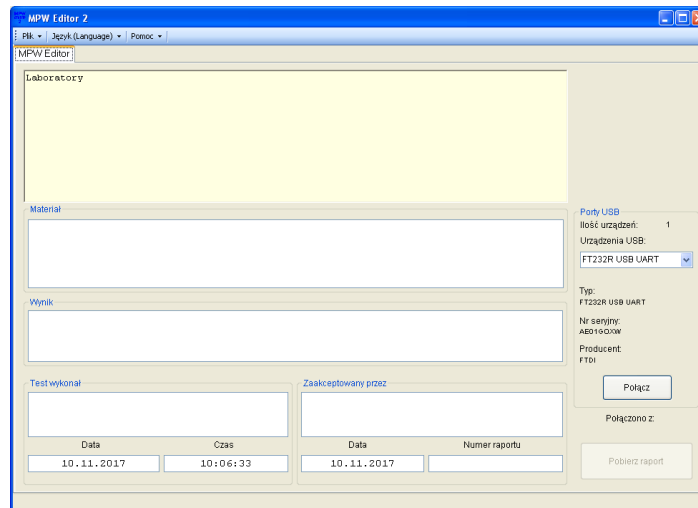 MPW Editor 2
Plik Język (Language) Pomoc
MPW Editor
Laboratory
Materiał
Wynik
Test wykonał
Data Czas
10.11.2017 10:06:33
Zaakceptowany przez
Data Numer raportu
10.11.2017
Porty USB
Ilość urządzeń: 1
Urządzenia USB:
FT232R USB UART
Typ:
FT232R USB UART
Nr seryjny:
AE01GOXW
Producent:
FTDI
Połącz
Połączono z:
Pobierz raport